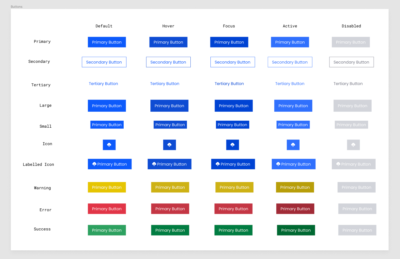 Default Hover Focus Active Disabled
Primary Primary Button Primary Button Primary Button Primary Button Primary Button
Secondary Secondary Button Secondary Button Secondary Button Secondary Button Secondary Button
Tertiary Tertiary Button Tertiary Button Tertiary Button Tertiary Button Tertiary Button
Large Primary Button Primary Button Primary Button Primary Button Primary Button
Small Primary Button Primary Button Primary Button Primary Button Primary Button
Icon
Labelled Icon Primary Button Primary Button Primary Button Primary Button Primary Button
Warning Primary Button Primary Button Primary Button Primary Button Primary Button
Error Primary Button Primary Button Primary Button Primary Button Primary Button
Success Primary Button Primary Button Primary Button Primary Button Primary Button